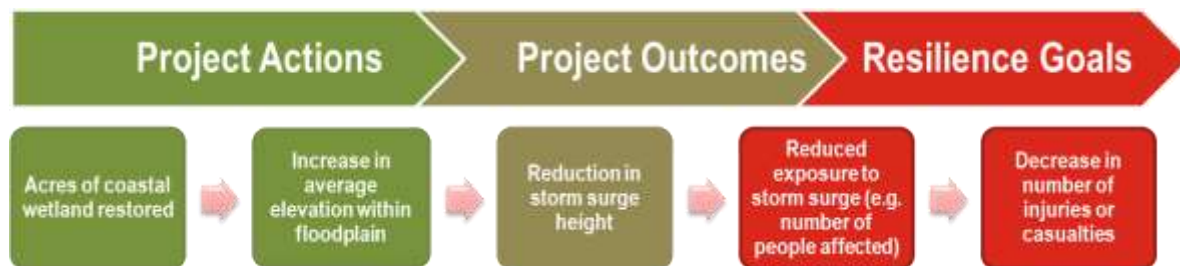 Project Actions
Project Outcomes
Resilience Goals
Acres of coastal
wetland restored
Increase in
average
elevation within
floodplain
Reduction in
storm surge
height
Reduced
exposure to
storm surge (e.g.
number of
people affected)
Decrease in
number of
injuries or
casualties